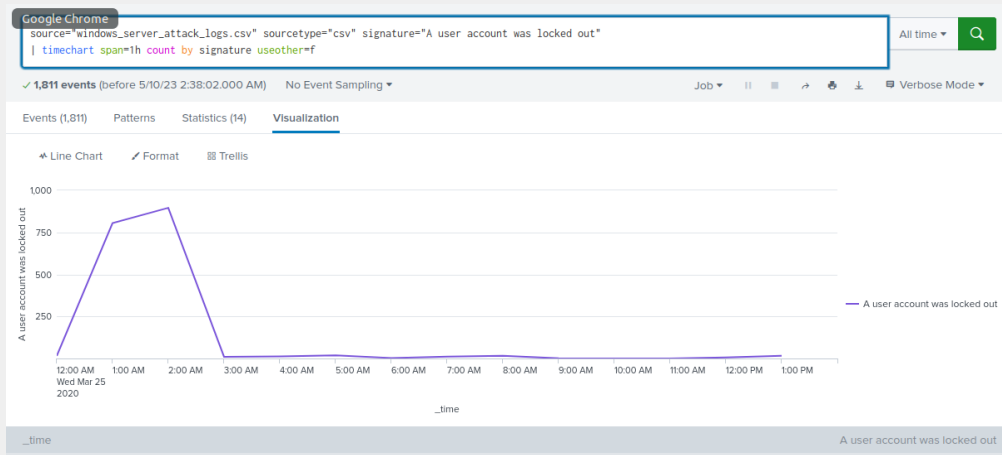 Google Chrome
source="windows_server_attack_logs.csv" sourcetype="csv" signature="A user account was locked out"
| timechart span=1h count by signature useother=f
All time
1,811 events (before 5/10/23 2:38:02.000 AM) No Event Sampling Job Verbose Mode
Events (1,811) Patterns Statistics (14) Visualization
Line Chart Format Trellis
A user account was locked out
1,000
750
500
250
A user account was locked out
12:00 AM 1:00 AM 2:00 AM 3:00 AM 4:00 AM 5:00 AM 6:00 AM 7:00 AM 8:00 AM 9:00 AM 10:00 AM 11:00 AM 12:00 PM 1:00 PM
Wed Mar 25
2020
_time
_time A user account was locked out